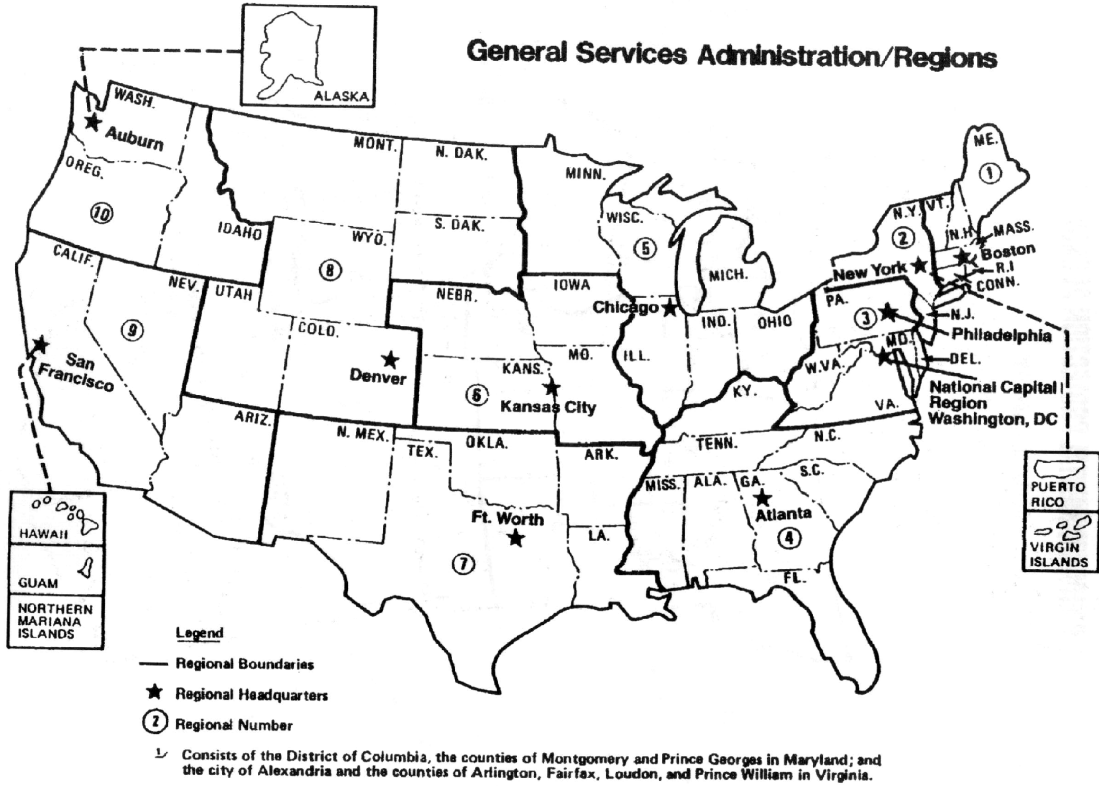 General Services Administration/Regions
ALASKA
WASH.
Auburn
OREG.
10
IDAHO
MONT.
N. DAK.
S. DAK.
WYO.
8
MINN.
WISC.
5
MICH.
ME.
1
N.Y.
VT.
2
N.H.
MASS.
Boston
R.I
CONN.
New York
CALIF.
NEV.
UTAH
9
San
Francisco
COLO.
Denver
NEBR.
IOWA
Chicago
ILL.
IND.
OHIO
PA.
3
N.J.
Philadelphia
MD.
DEL.
W.VA.
VA.
National Capital 1/
Region
Washington, DC
KANS.
MO.
6
Kansas City
KY.
ARIZ.
N. MEX.
TEX.
OKLA.
ARK.
TENN.
N.C.
S.C.
MISS.
ALA.
GA.
Atlanta
4
Ft. Worth
LA.
7
FL.
PUERTO
RICO
VIRGIN
ISLANDS
HAWAII
GUAM
NORTHERN
MARIANA
ISLANDS
Legend
Regional Boundaries
Regional Headquarters
2 Regional Number
1/ Consists of the District of Columbia, the counties of Montgomery and Prince Georges in Maryland; and
the city of Alexandria and the counties of Arlington, Fairfax, Loudon, and Prince William in Virginia.